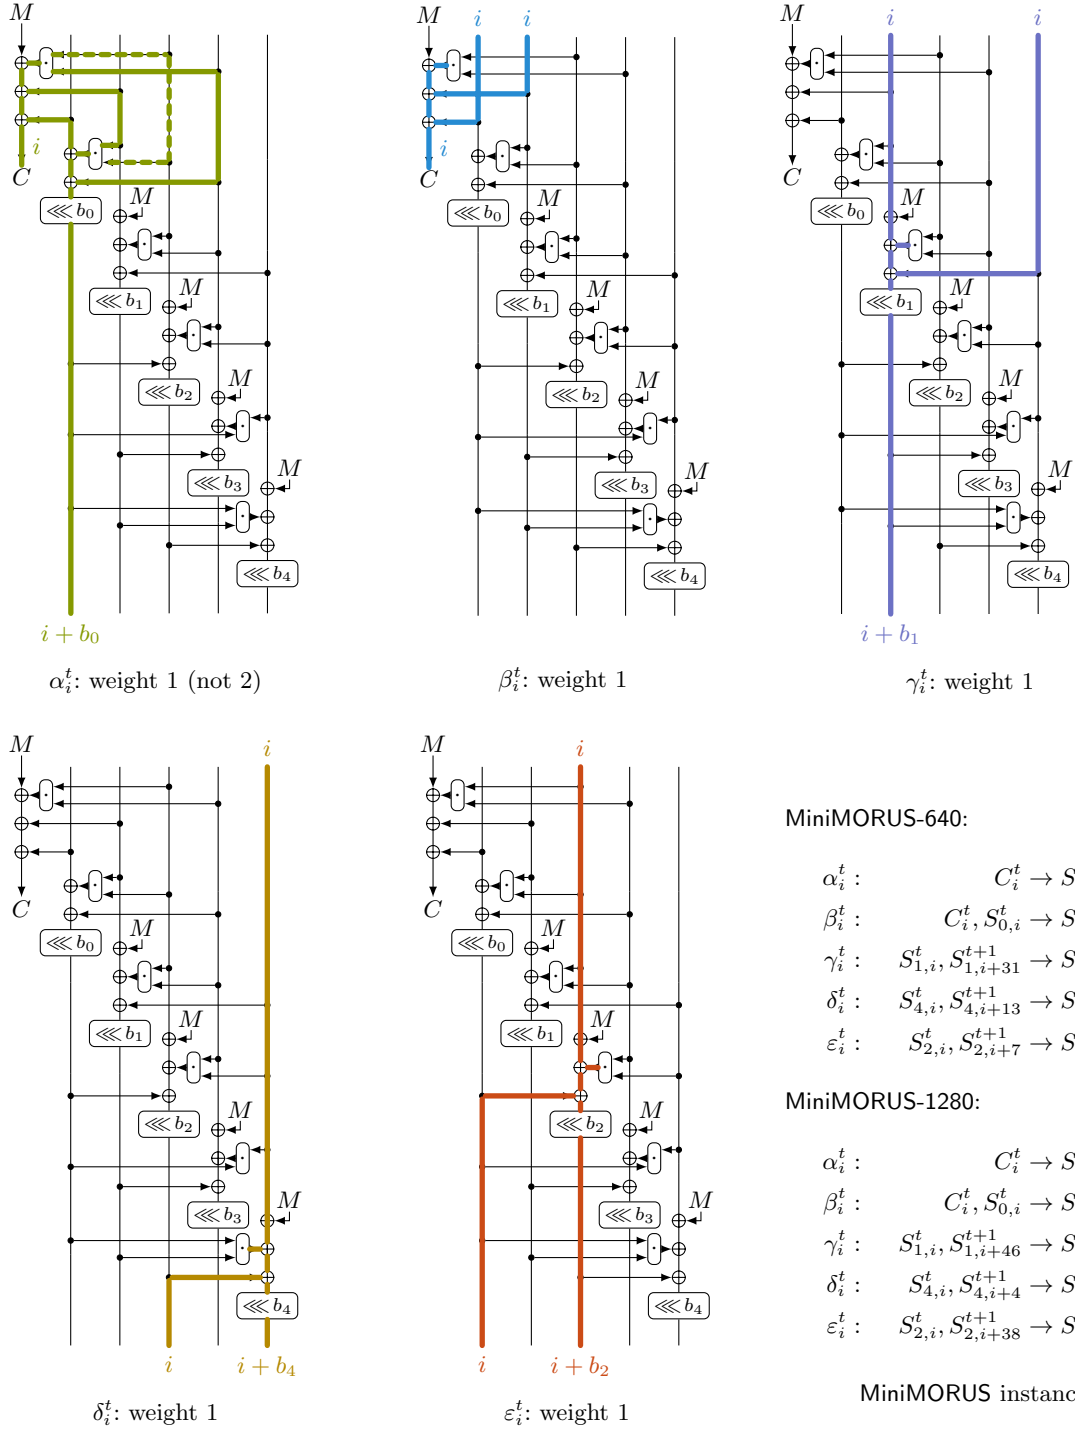 M i i i i
M M
i i
C C C
⋘ b₀ M ⋘ b₀ M ⋘ b₀ M
⋘ b₁ M ⋘ b₁ M ⋘ b₁ M
⋘ b₂ M ⋘ b₂ M ⋘ b₂ M
⋘ b₃ M ⋘ b₃ M ⋘ b₃ M
⋘ b₄ ⋘ b₄ ⋘ b₄
i + b₀ i + b₁
α_i^t: weight 1 (not 2) β_i^t: weight 1 γ_i^t: weight 1
M i M i
C C
⋘ b₀ M ⋘ b₀ M
⋘ b₁ M ⋘ b₁ M
⋘ b₂ M ⋘ b₂ M
⋘ b₃ M ⋘ b₃ M
⋘ b₄ ⋘ b₄
i i + b₄ i i + b₂
δ_i^t: weight 1 ε_i^t: weight 1
MiniMORUS-640:
α_i^t : C_i^t → S
β_i^t : C_i^t, S_{0,i}^t → S
γ_i^t : S_{1,i}^t, S_{1,i+31}^{t+1} → S
δ_i^t : S_{4,i}^t, S_{4,i+13}^{t+1} → S
ε_i^t : S_{2,i}^t, S_{2,i+7}^{t+1} → S
MiniMORUS-1280:
α_i^t : C_i^t → S
β_i^t : C_i^t, S_{0,i}^t → S
γ_i^t : S_{1,i}^t, S_{1,i+46}^{t+1} → S
δ_i^t : S_{4,i}^t, S_{4,i+4}^{t+1} → S
ε_i^t : S_{2,i}^t, S_{2,i+38}^{t+1} → S
MiniMORUS instanc